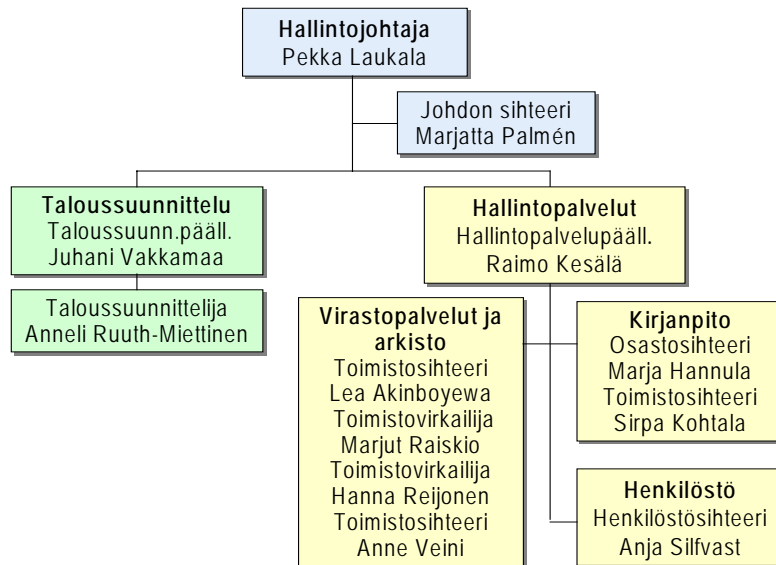 Hallintojohtaja
Pekka Laukala
Johdon sihteeri
Marjatta Palmén
Taloussuunnittelu
Taloussuunn.pääll.
Juhani Vakkamaa
Taloussuunnittelija
Anneli Ruuth-Miettinen
Hallintopalvelut
Hallintopalvelupääll.
Raimo Kesälä
Virastopalvelut ja
arkisto
Toimistosihteeri
Lea Akinboyewa
Toimistovirkailija
Marjut Raiskio
Toimistovirkailija
Hanna Reijonen
Toimistosihteeri
Anne Veini
Kirjanpito
Osastosihteeri
Marja Hannula
Toimistosihteeri
Sirpa Kohtala
Henkilöstö
Henkilöstösihteeri
Anja Silfvast